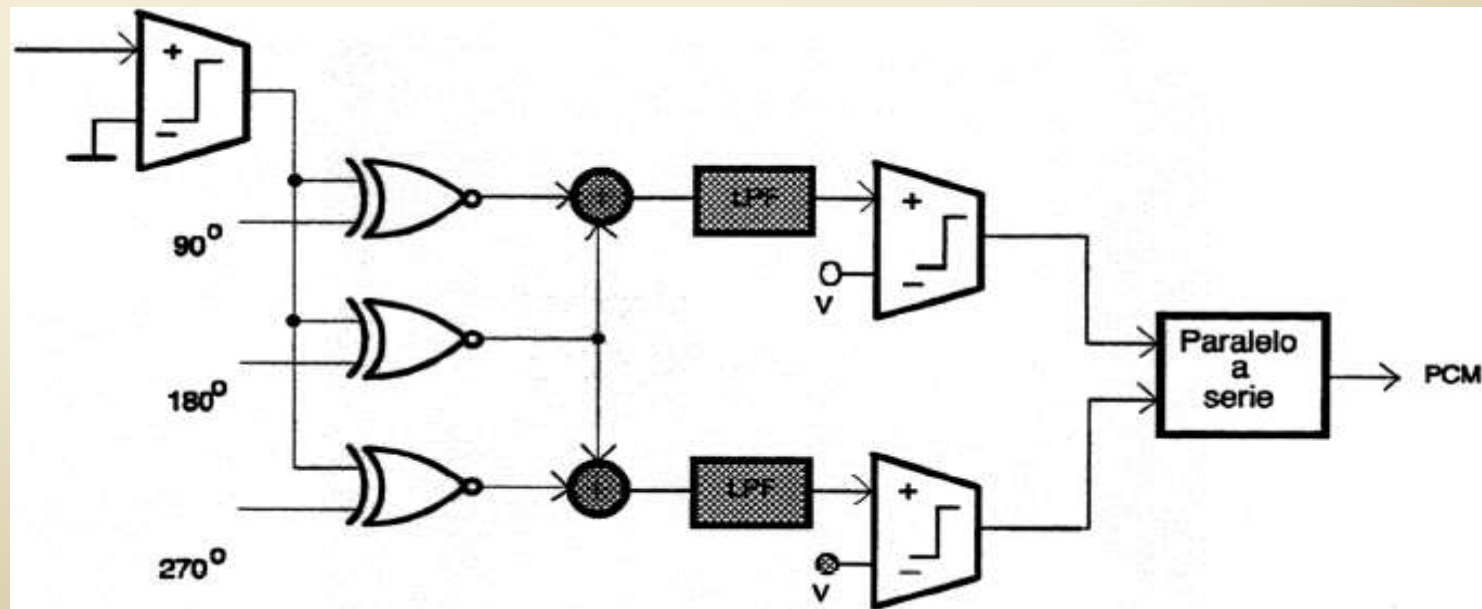 +
−
90°
+
LPF
+
−
V
180°
Paralelo
a
serie
PCM
270°
+
LPF
+
−
V